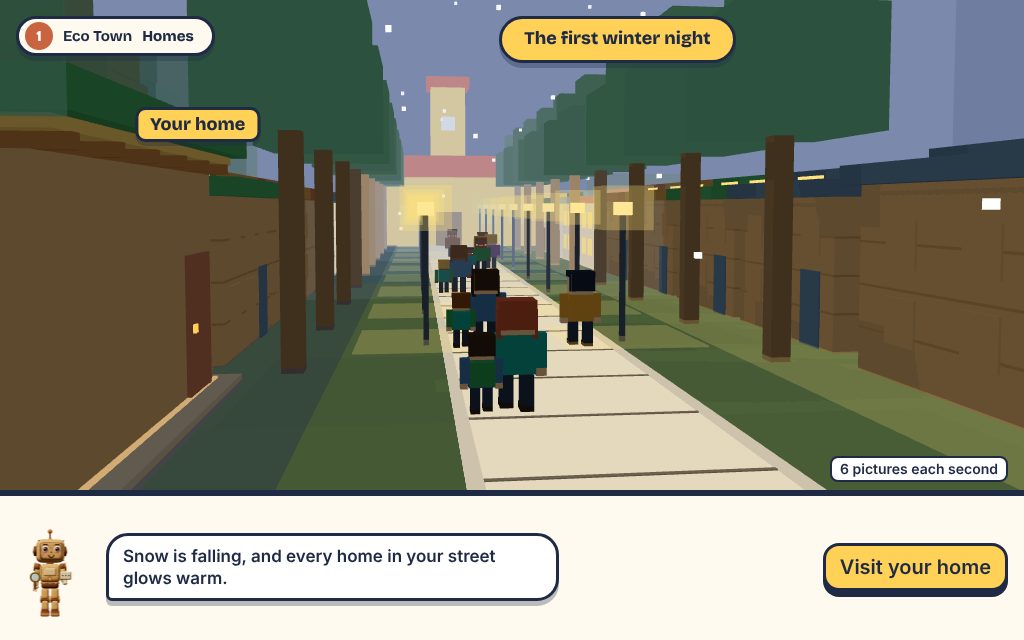 1 Eco Town Homes
The first winter night
Your home
6 pictures each second
Snow is falling, and every home in your street
glows warm.
Visit your home